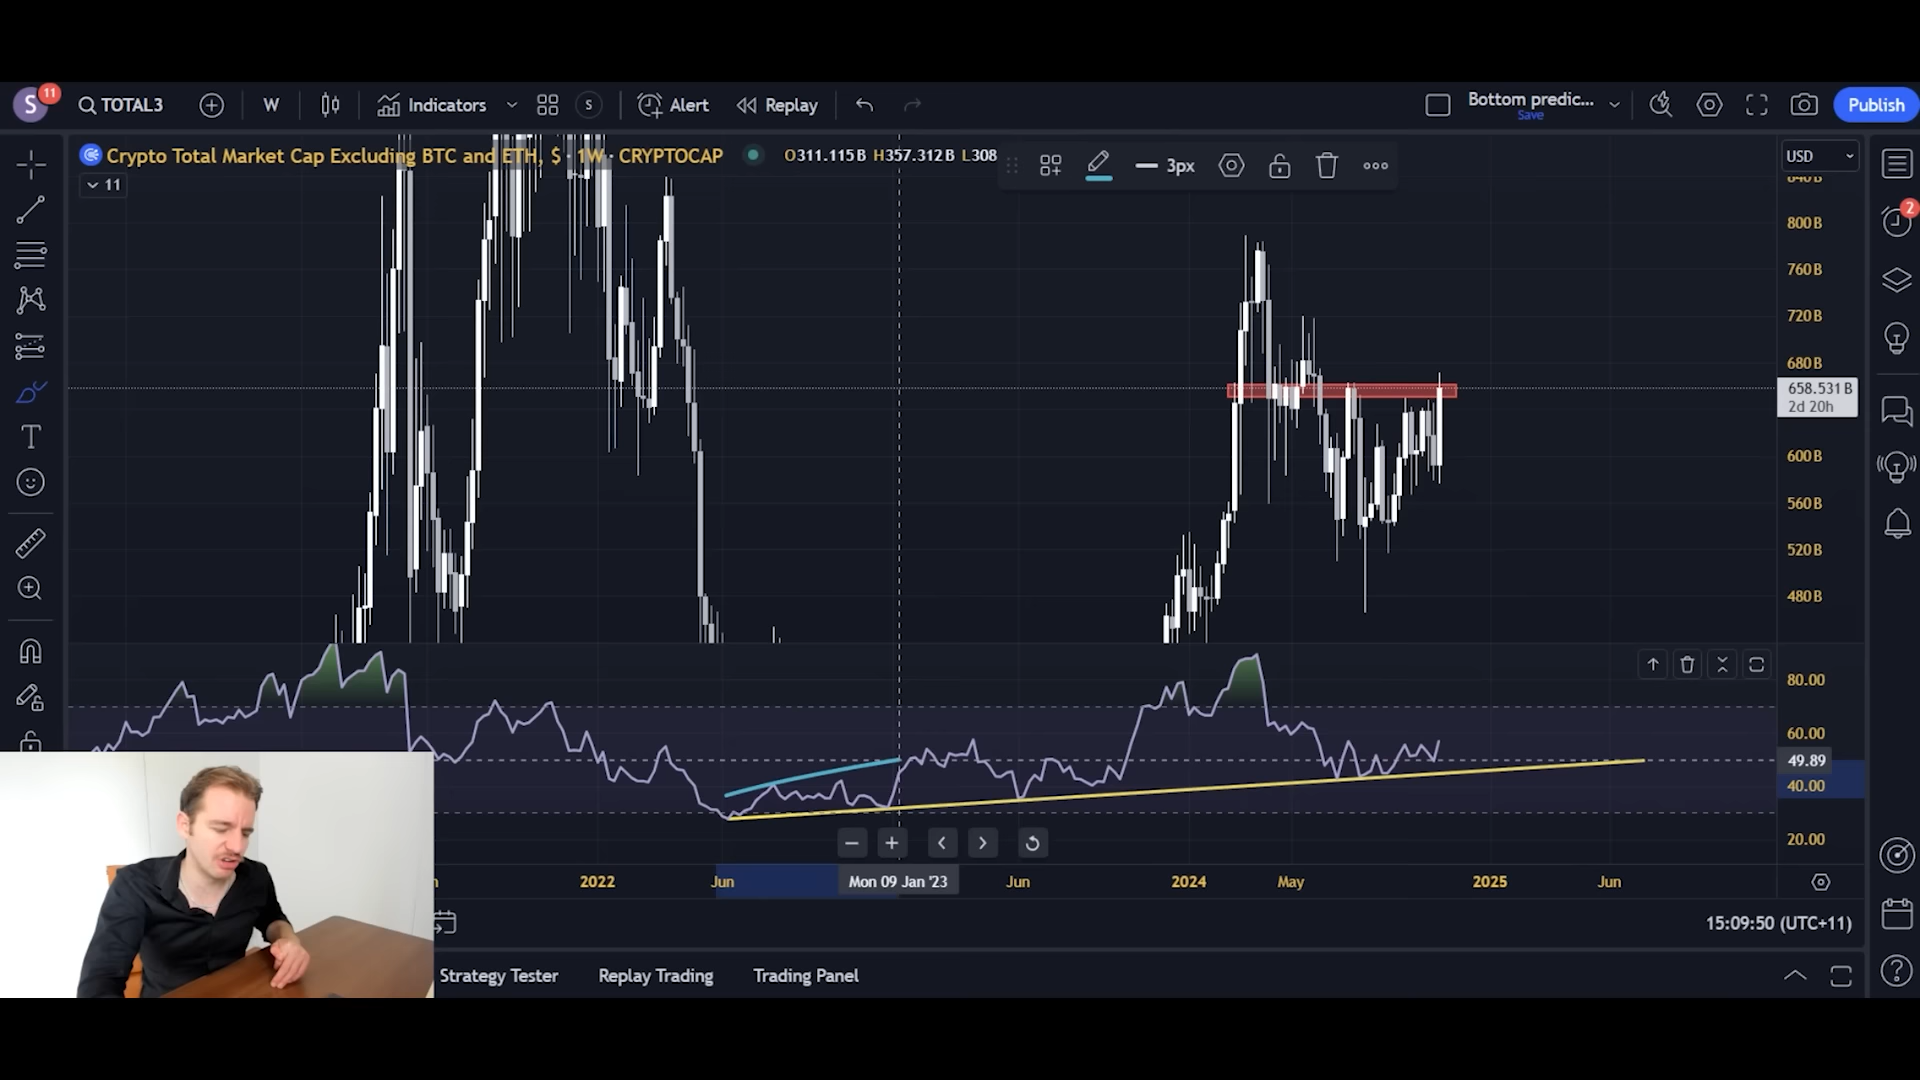 S 11 TOTAL3 W Indicators S Alert Replay Bottom predic... Save Publish
Crypto Total Market Cap Excluding BTC and ETH, $ · 1W · CRYPTOCAP O311.115B H357.312B L308
3px
USD
11
2
800B
760B
720B
680B
658.531B
2d 20h
600B
560B
520B
480B
80.00
60.00
49.89
40.00
20.00
2022 Jun Mon 09 Jan '23 Jun 2024 May 2025 Jun
15:09:50 (UTC+11)
Strategy Tester Replay Trading Trading Panel